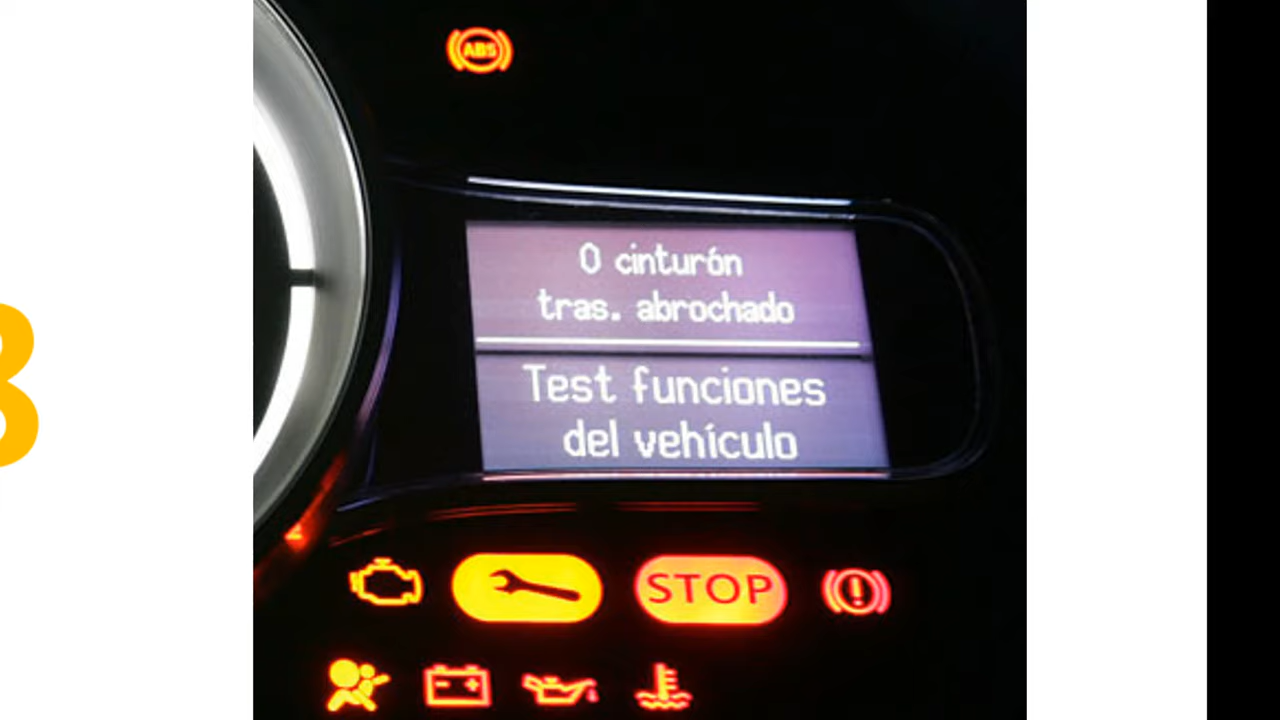 ABS
0 cinturón
tras. abrochado
Test funciones
del vehículo
STOP